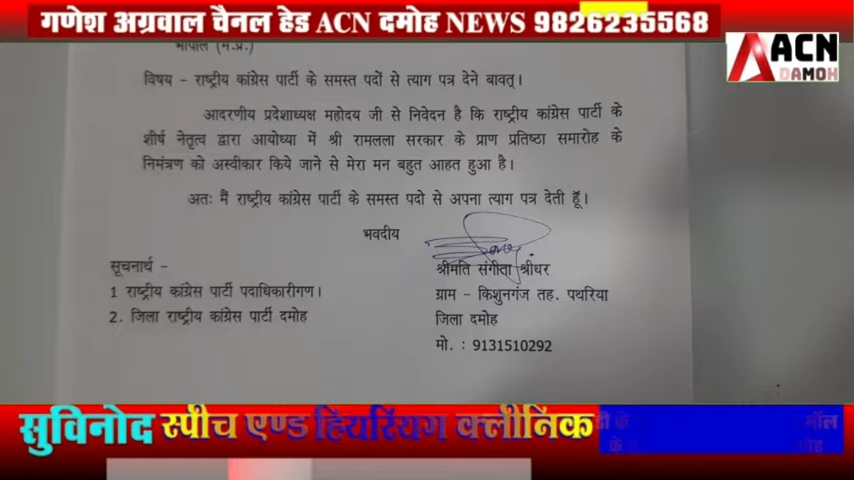 गणेश अग्रवाल चैनल हेड ACN दमोह NEWS 9826235568
ACN
DAMOH
भोपाल (म.प्र.)
विषय – राष्ट्रीय कांग्रेस पार्टी के समस्त पदों से त्याग पत्र देने बावत्।
आदरणीय प्रदेशाध्यक्ष महोदय जी से निवेदन है कि राष्ट्रीय कांग्रेस पार्टी के
शीर्ष नेतृत्व द्वारा आयोध्या में श्री रामलला सरकार के प्राण प्रतिष्ठा समारोह के
निमंत्रण को अस्वीकार किये जाने से मेरा मन बहुत आहत हुआ है।
अतः मैं राष्ट्रीय कांग्रेस पार्टी के समस्त पदो से अपना त्याग पत्र देती हूॅं।
भवदीय
श्रीमति संगीता श्रीधर
ग्राम – किशुनगंज तह. पथरिया
जिला दमोह
मो. : 9131510292
सूचनार्थ –
1 राष्ट्रीय कांग्रेस पार्टी पदाधिकारीगण।
2. जिला राष्ट्रीय कांग्रेस पार्टी दमोह
सुविनोद स्पीच एण्ड हियरियंग क्लीनिक